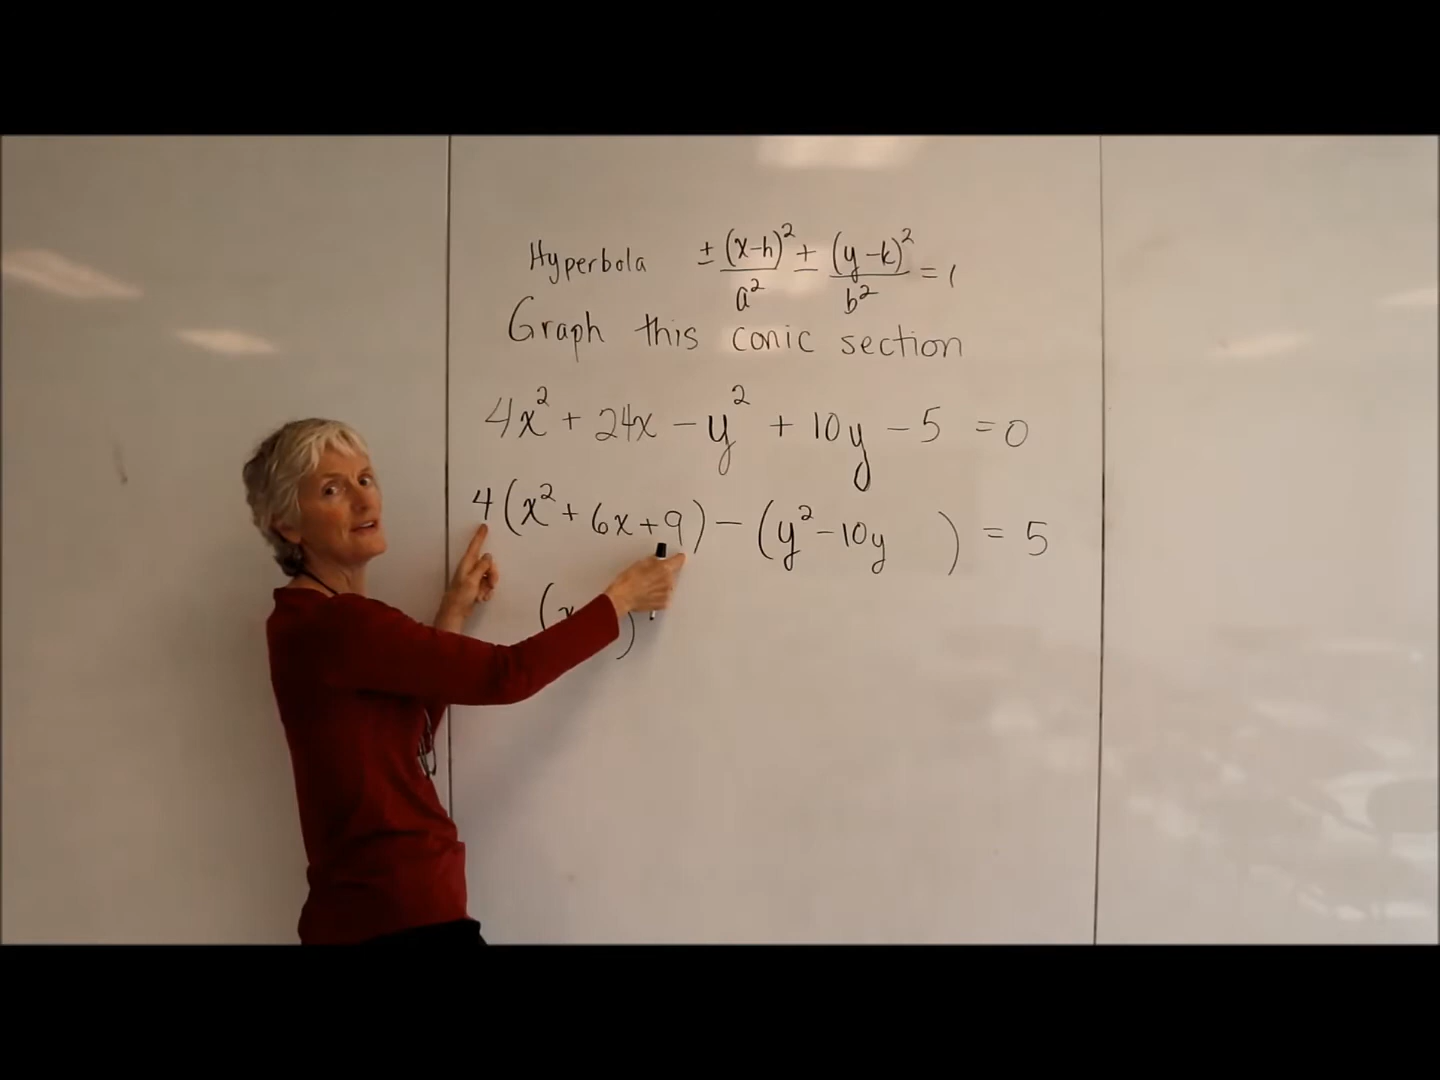 Hyperbola ± (x-h)²/a² ± (y-k)²/b² = 1
Graph this conic section
4x² + 24x - y² + 10y - 5 = 0
4(x² + 6x + 9) - (y² - 10y ) = 5
(x )